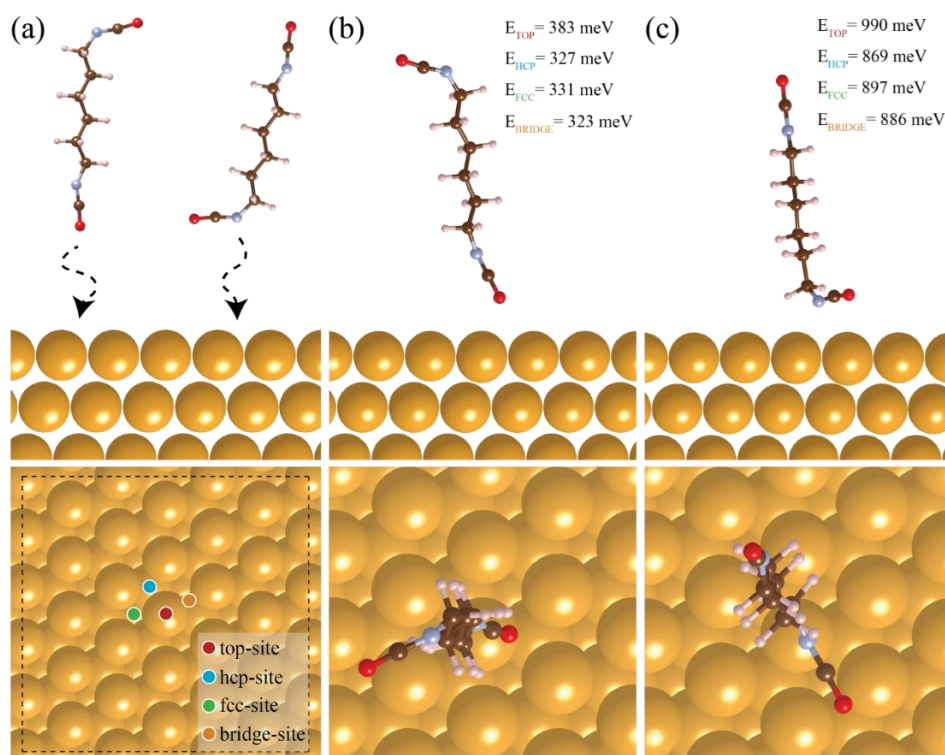 (a)
(b)
E_TOP = 383 meV
E_HCP = 327 meV
E_FCC = 331 meV
E_BRIDGE = 323 meV
(c)
E_TOP = 990 meV
E_HCP = 869 meV
E_FCC = 897 meV
E_BRIDGE = 886 meV
top-site
hcp-site
fcc-site
bridge-site